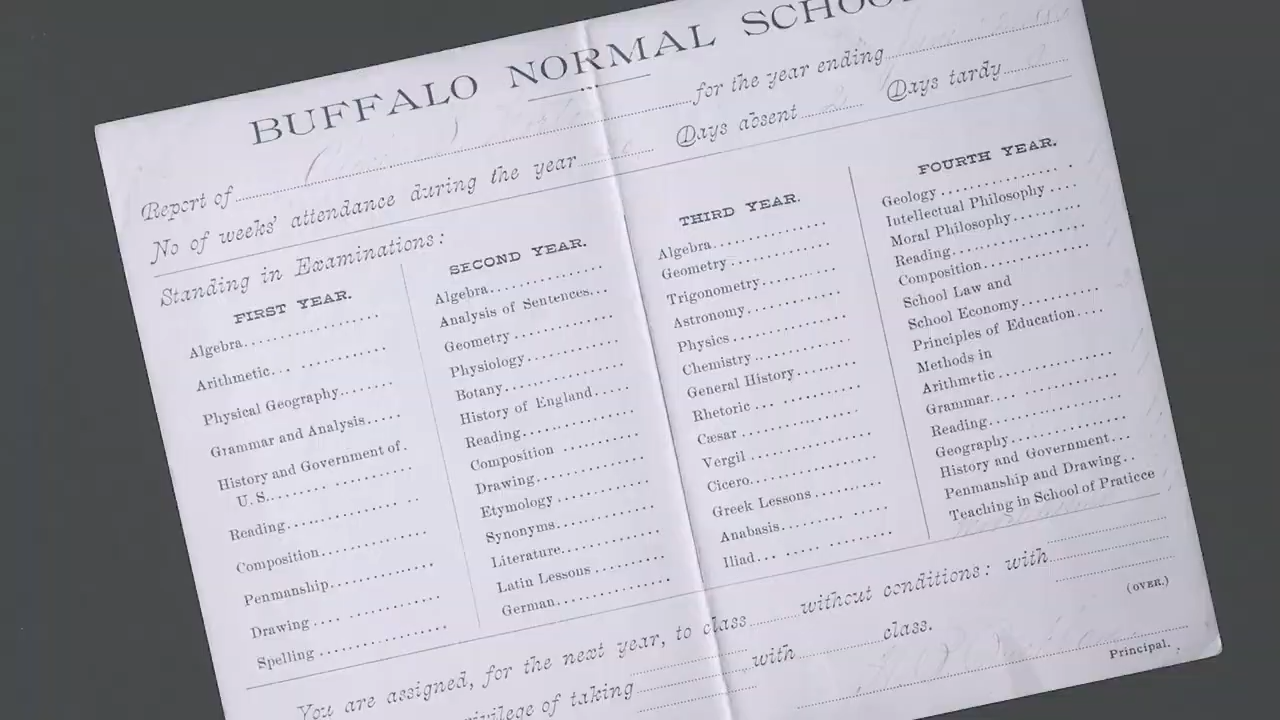 BUFFALO NORMAL SCHOOL
Report of........for the year ending........
No of weeks' attendance during the year........ Days absent........ Days tardy........
Standing in Examinations:
FIRST YEAR.
Algebra........
Arithmetic... ........
Physical Geography.......
Grammar and Analysis.....
History and Government of.
U. S.... ........
Reading........
Composition........
Penmanship........
Drawing.... ........
Spelling........
SECOND YEAR.
Algebra........
Analysis of Sentences...
Geometry........
Physiology........
Botany........
History of England.....
Reading........
Composition........
Drawing........
Etymology........
Synonyms........
Literature........
Latin Lessons........
German........
THIRD YEAR.
Algebra........
Geometry........
Trigonometry........
Astronomy........
Physics........
Chemistry........
General History.......
Rhetoric... ........
Cæsar........
Vergil........
Cicero........
Greek Lessons........
Anabasis........
Iliad... ..... ........
FOURTH YEAR.
Geology........
Intellectual Philosophy....
Moral Philosophy........
Reading........
Composition........
School Law and
School Economy........
Principles of Education....
Methods in
Arithmetic........
Grammar.... ........
Reading........
Geography........
History and Government...
Penmanship and Drawing..
Teaching in School of Praticce
You are assigned, for the next year, to class........without conditions: with........
(OVER.)
of taking........with........class.
Principal.